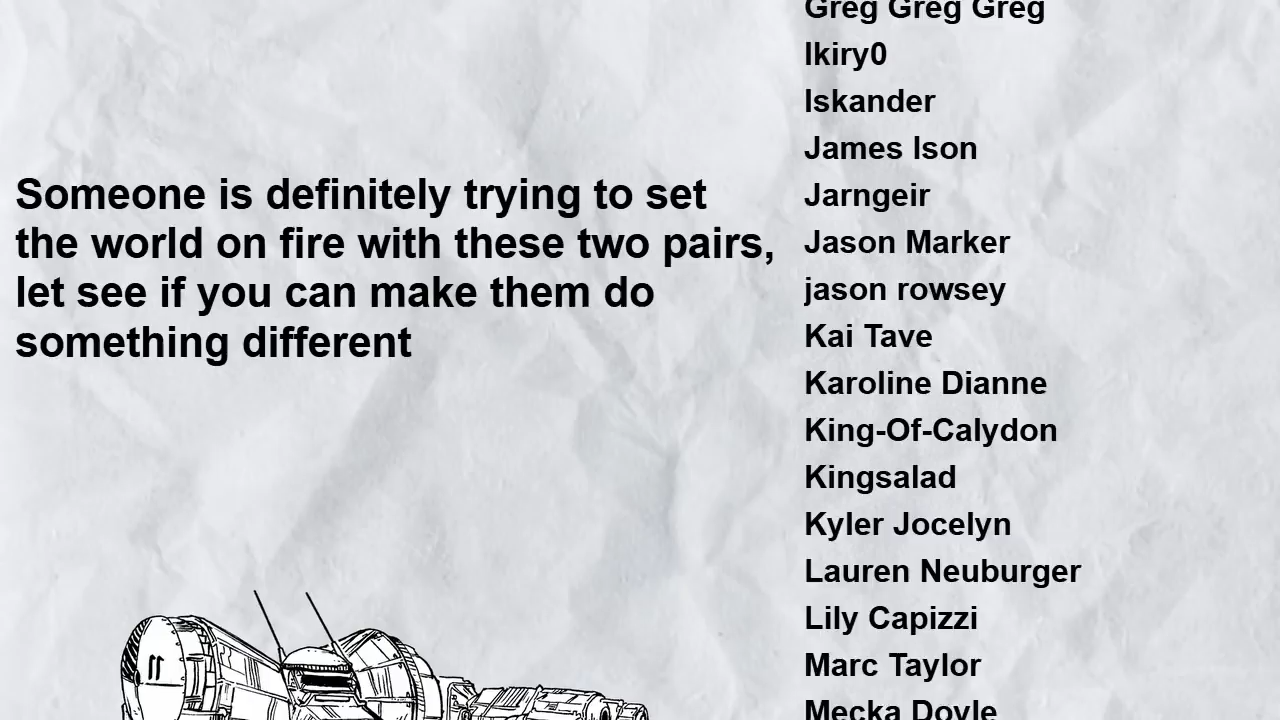 Someone is definitely trying to set
the world on fire with these two pairs,
let see if you can make them do
something different
Greg Greg Greg
Ikiry0
Iskander
James Ison
Jarngeir
Jason Marker
jason rowsey
Kai Tave
Karoline Dianne
King-Of-Calydon
Kingsalad
Kyler Jocelyn
Lauren Neuburger
Lily Capizzi
Marc Taylor
Mecka Doyle
11